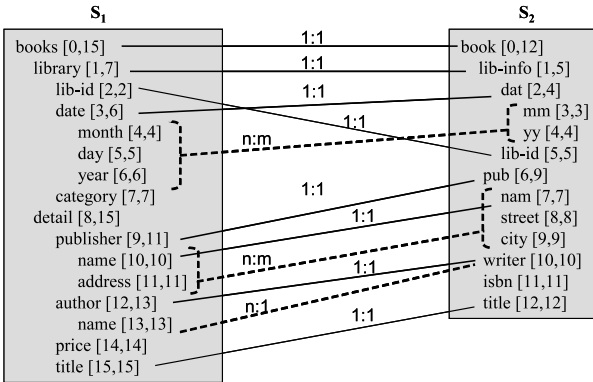 S1
books [0,15]
library [1,7]
lib-id [2,2]
date [3,6]
month [4,4]
day [5,5]
year [6,6]
category [7,7]
detail [8,15]
publisher [9,11]
name [10,10]
address [11,11]
author [12,13]
name [13,13]
price [14,14]
title [15,15]
1:1
1:1
1:1
1:1
n:m
1:1
1:1
n:m
1:1
n:1
1:1
S2
book [0,12]
lib-info [1,5]
dat [2,4]
mm [3,3]
yy [4,4]
lib-id [5,5]
pub [6,9]
nam [7,7]
street [8,8]
city [9,9]
writer [10,10]
isbn [11,11]
title [12,12]